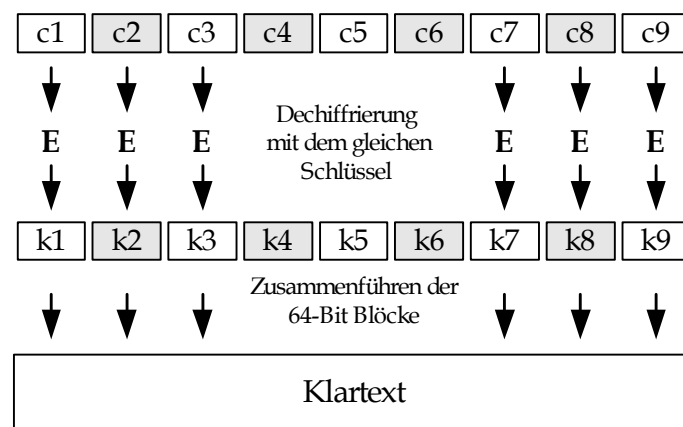 c1 c2 c3 c4 c5 c6 c7 c8 c9
Dechiffrierung
E E E mit dem gleichen E E E
Schlüssel
k1 k2 k3 k4 k5 k6 k7 k8 k9
Zusammenführen der
64-Bit Blöcke
Klartext